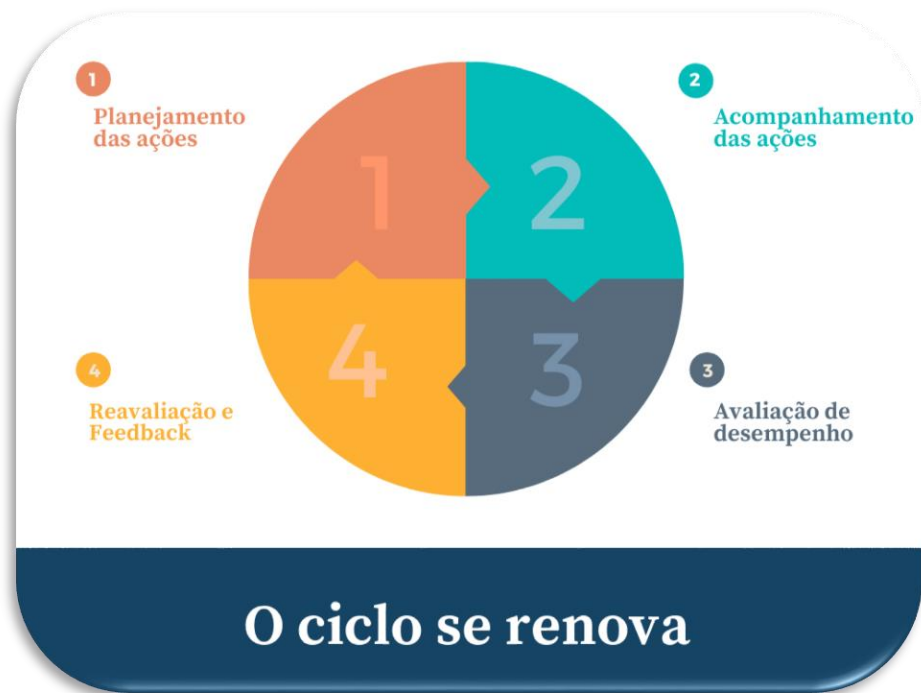 1
Planejamento
das ações
2
Acompanhamento
das ações
1
2
4
3
4
Reavaliação e
Feedback
3
Avaliação de
desempenho
O ciclo se renova